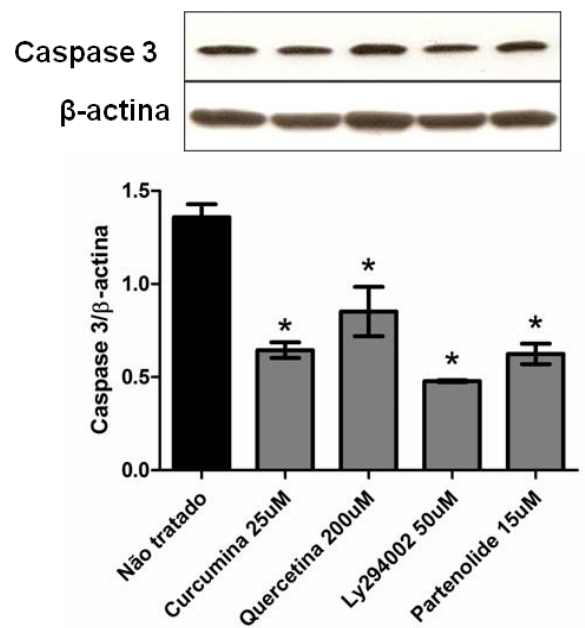 Caspase 3
β-actina
Caspase 3/β-actina
1.5
1.0
0.5
0.0
*
*
*
*
Não tratado
Curcumina 25uM
Quercetina 200uM
Ly294002 50uM
Partenolide 15uM